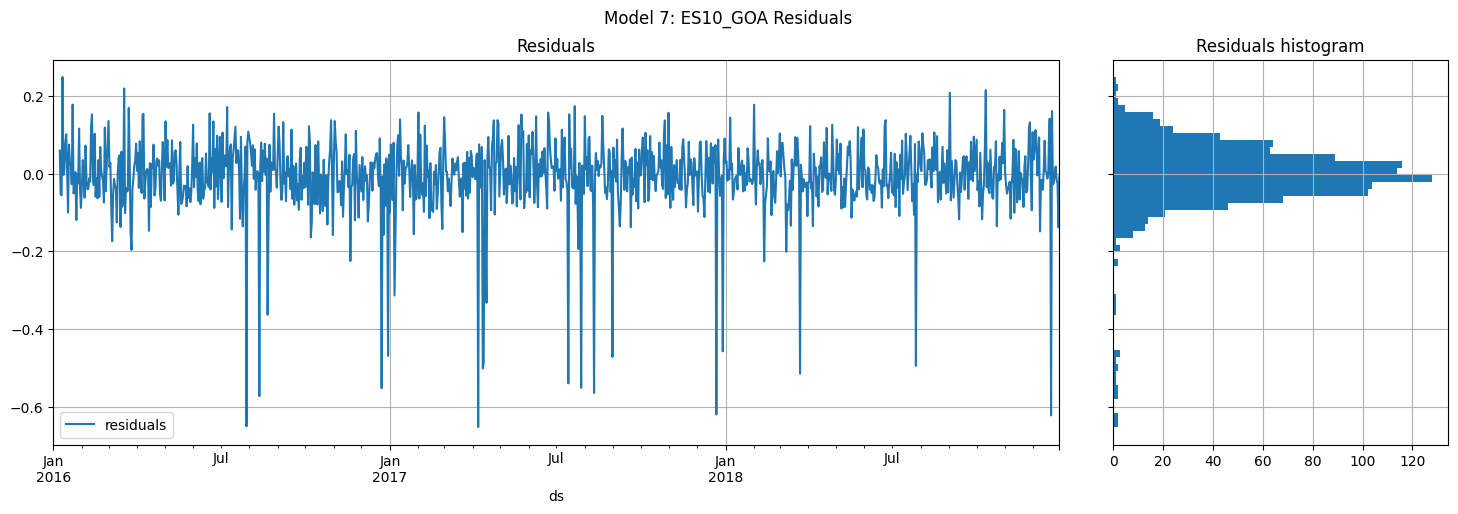 Model 7: ES10_GOA Residuals
Residuals
Residuals histogram
0.2
0.0
−0.2
−0.4
−0.6
residuals
Jan
2016
Jul
Jan
2017
Jul
Jan
2018
Jul
ds
0 20 40 60 80 100 120